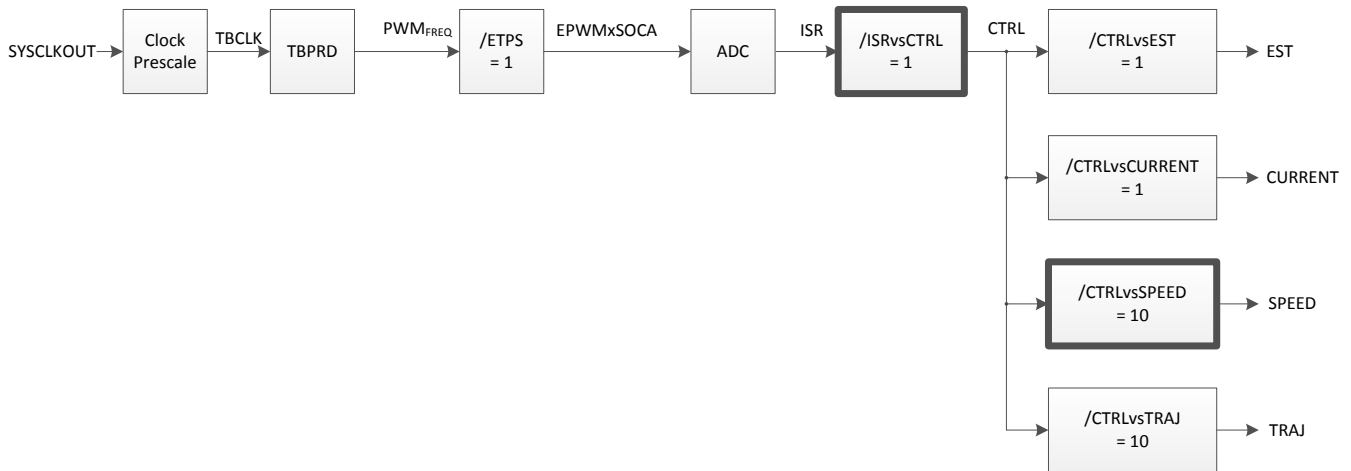 SYSCLKOUT
Clock
Prescale
TBCLK
TBPRD
PWMFREQ
/ETPS
= 1
EPWMxSOCA
ADC
ISR
/ISRvsCTRL
= 1
CTRL
/CTRLvsEST
= 1
EST
/CTRLvsCURRENT
= 1
CURRENT
/CTRLvsSPEED
= 10
SPEED
/CTRLvsTRAJ
= 10
TRAJ